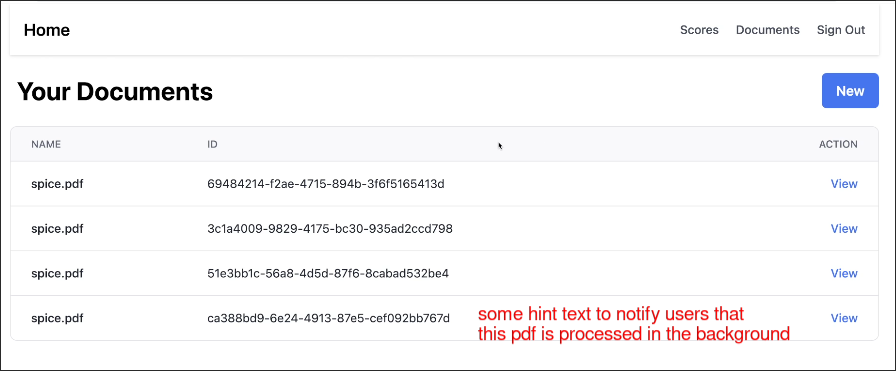 Home Scores Documents Sign Out
Your Documents New
NAME ID ACTION
spice.pdf 69484214-f2ae-4715-894b-3f6f5165413d View
spice.pdf 3c1a4009-9829-4175-bc30-935ad2ccd798 View
spice.pdf 51e3bb1c-56a8-4d5d-87f6-8cabad532be4 View
spice.pdf ca388bd9-6e24-4913-87e5-cef092bb767d View
some hint text to notify users that
this pdf is processed in the background